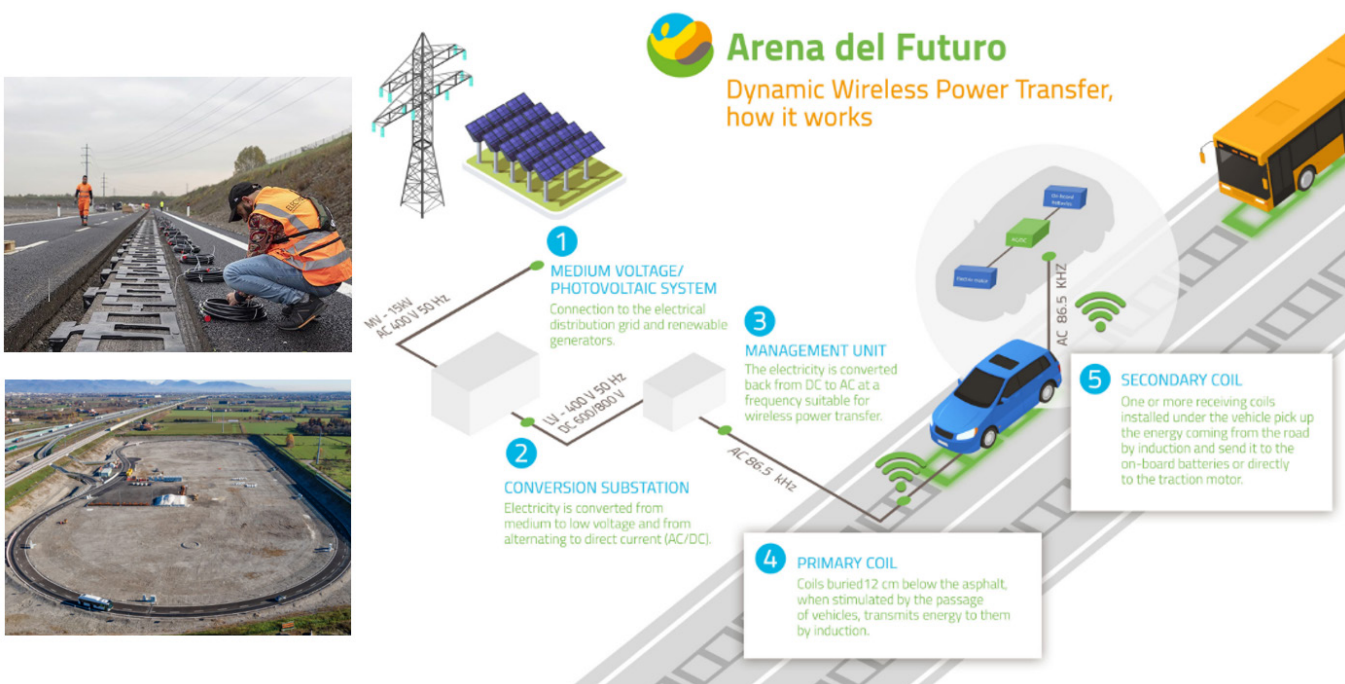 Arena del Futuro
Dynamic Wireless Power Transfer,
how it works
1
MEDIUM VOLTAGE/
PHOTOVOLTAIC SYSTEM
Connection to the electrical
distribution grid and renewable
generators.
MV - 15kV
AC 400 V 50 Hz
2
CONVERSION SUBSTATION
Electricity is converted from
medium to low voltage and from
alternating to direct current (AC/DC).
LV - 400 V 50 Hz
DC 600/800 V
3
MANAGEMENT UNIT
The electricity is converted
back from DC to AC at a
frequency suitable for
wireless power transfer.
AC 86.5 kHz
4
PRIMARY COIL
Coils buried12 cm below the asphalt,
when stimulated by the passage
of vehicles, transmits energy to them
by induction.
AC 86.5 KHZ
5
SECONDARY COIL
One or more receiving coils
installed under the vehicle pick up
the energy coming from the road
by induction and send it to the
on-board batteries or directly
to the traction motor.